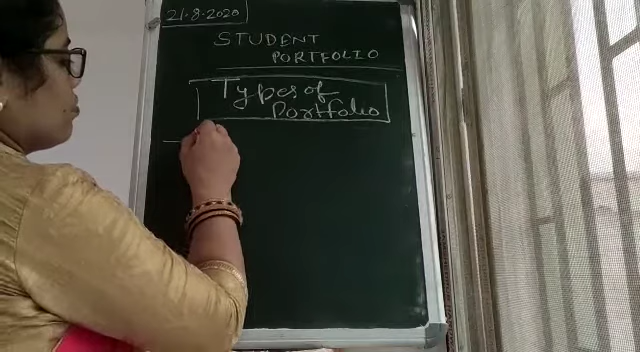 21-8-2020
STUDENT
PORTFOLIO
Types of
Portfolio